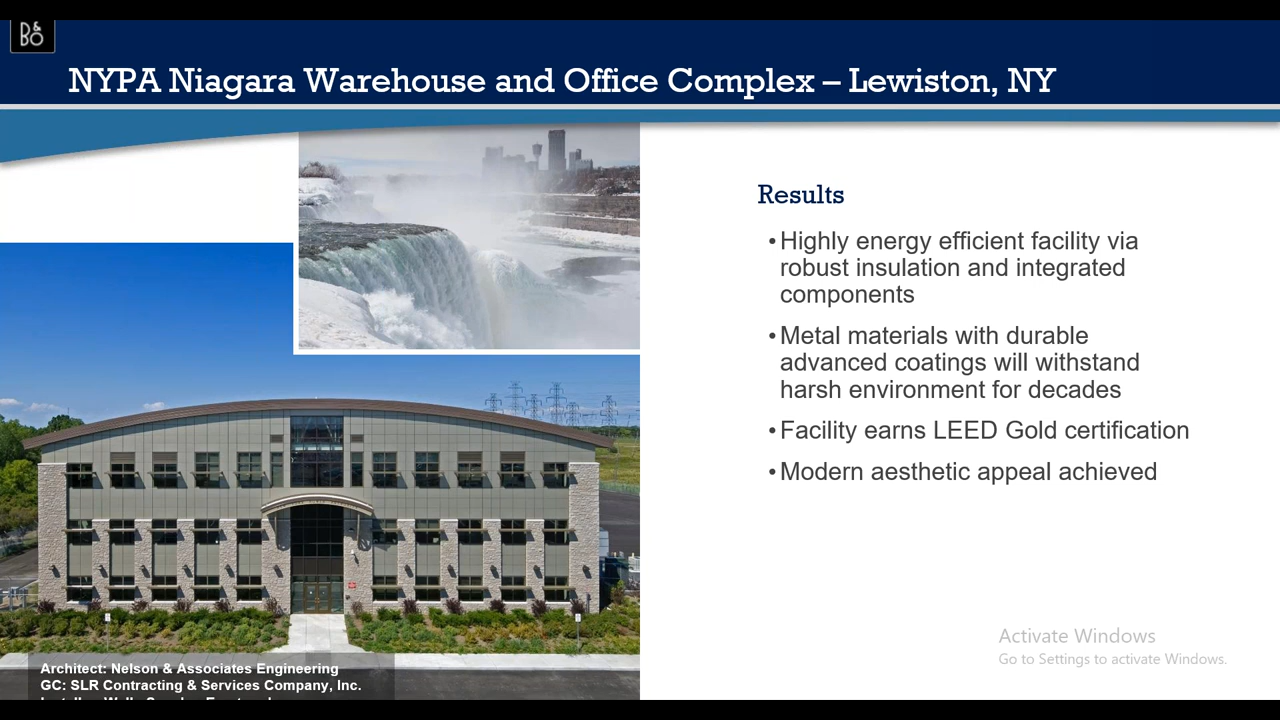 B&O
NYPA Niagara Warehouse and Office Complex – Lewiston, NY
Results
•Highly energy efficient facility via
robust insulation and integrated
components
•Metal materials with durable
advanced coatings will withstand
harsh environment for decades
•Facility earns LEED Gold certification
•Modern aesthetic appeal achieved
Activate Windows
Go to Settings to activate Windows.
Architect: Nelson & Associates Engineering
GC: SLR Contracting & Services Company, Inc.